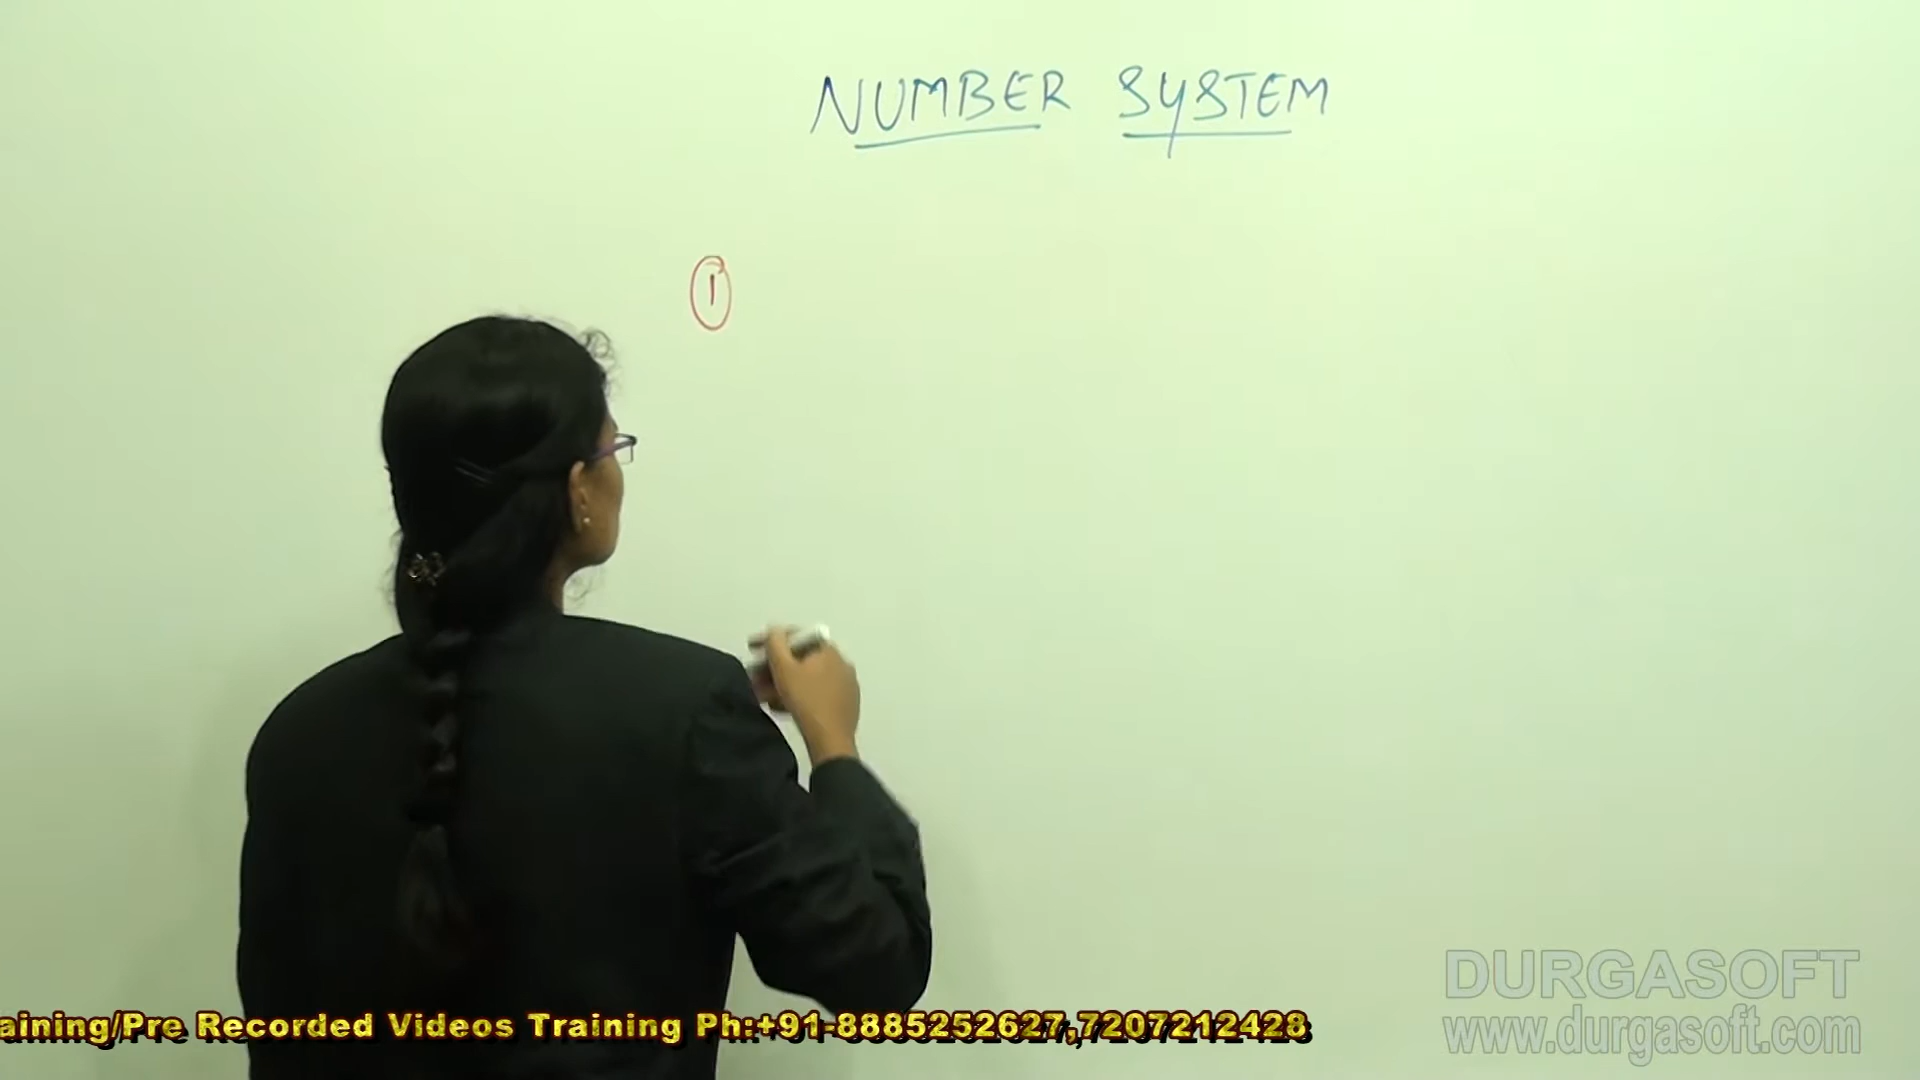 NUMBER SYSTEM
1
DURGASOFT
aining/Pre Recorded Videos Training Ph:+91-8885252627,7207212428
www.durgasoft.com